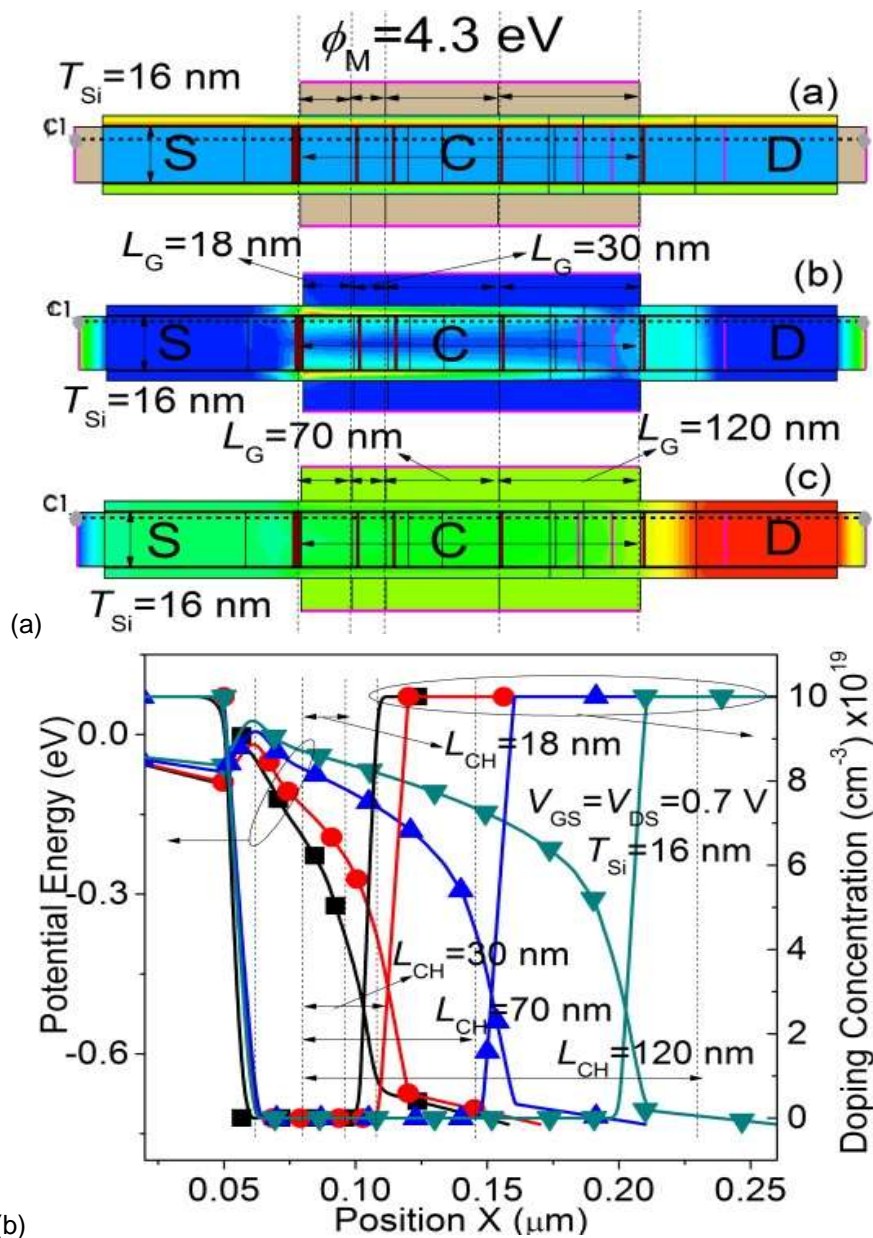 ϕM=4.3 eV
TSi=16 nm
(a)
C1
S C D
LG=18 nm
LG=30 nm
(b)
C1
S C D
TSi=16 nm
LG=70 nm
LG=120 nm
(c)
C1
S C D
TSi=16 nm
(a)
Potential Energy (eV)
0.0
-0.3
-0.6
LCH=18 nm
VGS=VDS=0.7 V
TSi=16 nm
LCH=30 nm
LCH=70 nm
LCH=120 nm
10
8
6
4
2
0
Doping Concentration (cm-3) x10^19
0.05 0.10 0.15 0.20 0.25
Position X (μm)
(b)